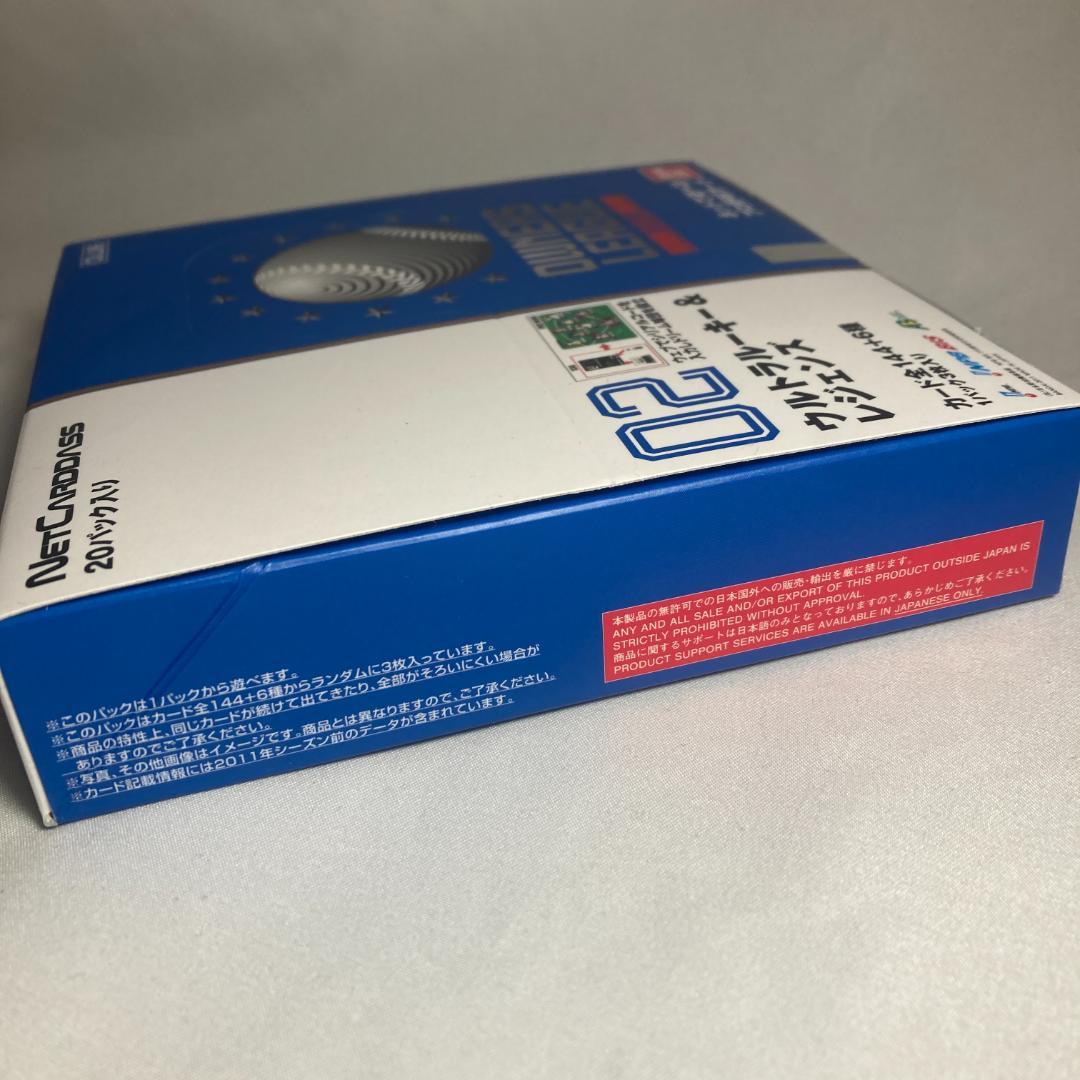 OWNERS
LEAGUE
NETCARDDASS
20パック入り
20
ウルトラルーキー&
レジェンズ
カード全144+6種
1パック3枚入り
※このパックは1パックから遊べます。
※このパックはカード全144+6種からランダムに3枚入っています。
※商品の特性上、同じカードが続けて出てきたり、全部がそろいにくい場合が
ありますのでご了承ください。
※写真、その他画像はイメージです。商品とは異なりますので、ご了承ください。
※カード記載情報には2011年シーズン前のデータが含まれています。
本製品の無許可での日本国外への販売・輸出を厳に禁じます。
ANY AND ALL SALE AND/OR EXPORT OF THIS PRODUCT OUTSIDE JAPAN IS
STRICTLY PROHIBITED WITHOUT APPROVAL.
商品に関するサポートは日本語のみとなっておりますので、あらかじめご了承ください。
PRODUCT SUPPORT SERVICES ARE AVAILABLE IN JAPANESE ONLY.